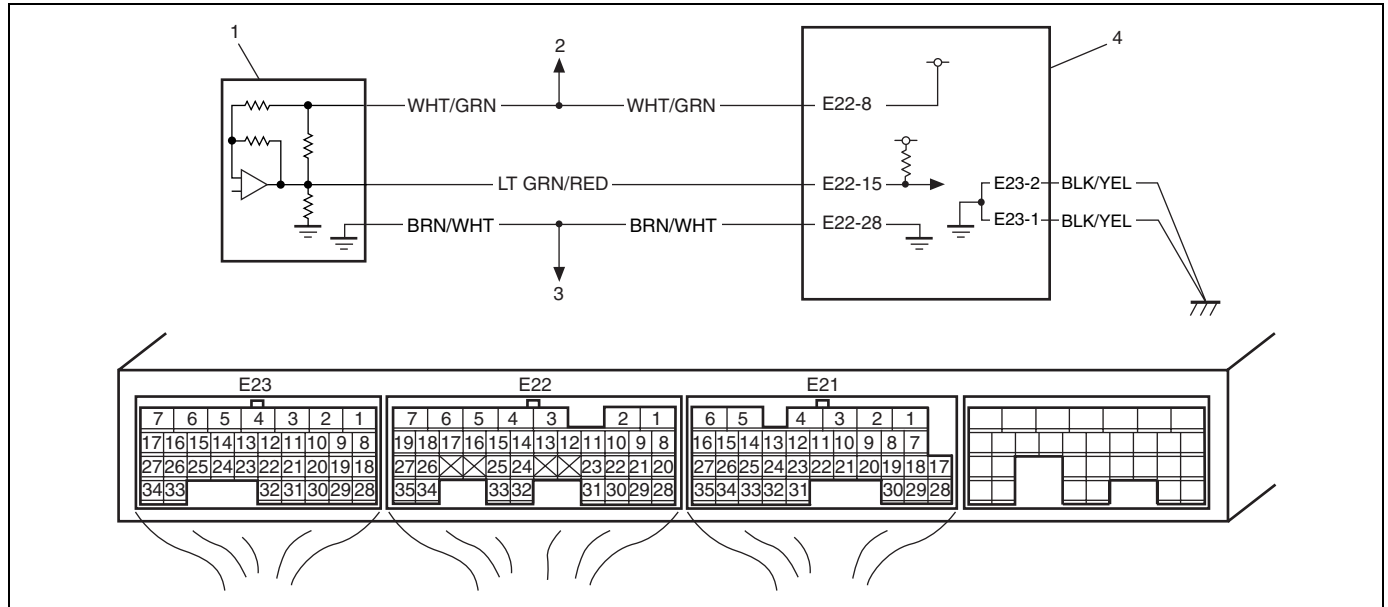 1
2
4
WHT/GRN WHT/GRN E22-8
LT GRN/RED E22-15
E23-2 BLK/YEL
BRN/WHT BRN/WHT E22-28
E23-1 BLK/YEL
3
E23 E22 E21
7 6 5 4 3 2 1 7 6 5 4 3 2 1 6 5 4 3 2 1
17 16 15 14 13 12 11 10 9 8 19 18 17 16 15 14 13 12 11 10 9 8 16 15 14 13 12 11 10 9 8 7
27 26 25 24 23 22 21 20 19 18 27 26 25 24 23 22 21 20 27 26 25 24 23 22 21 20 19 18 17
34 33 32 31 30 29 28 35 34 33 32 31 30 29 28 35 34 33 32 31 30 29 28